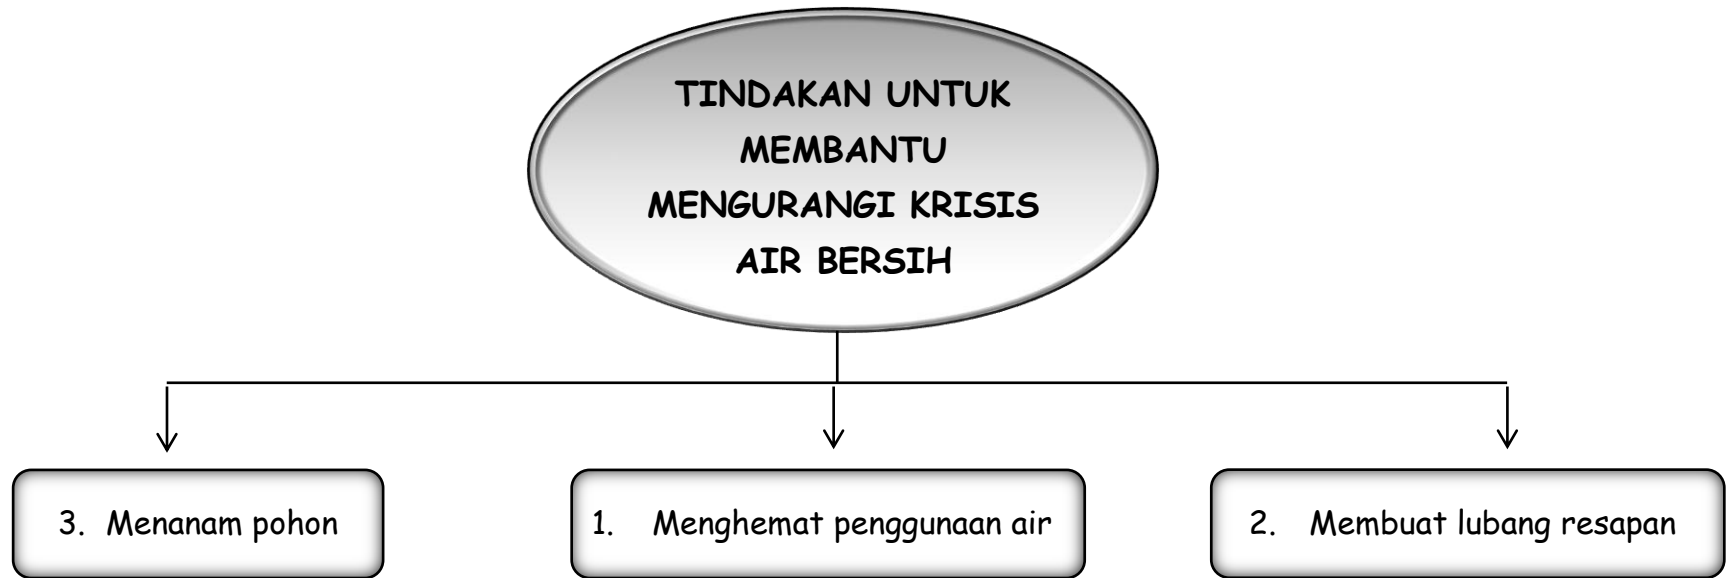 TINDAKAN UNTUK
MEMBANTU
MENGURANGI KRISIS
AIR BERSIH
3. Menanam pohon
1. Menghemat penggunaan air
2. Membuat lubang resapan